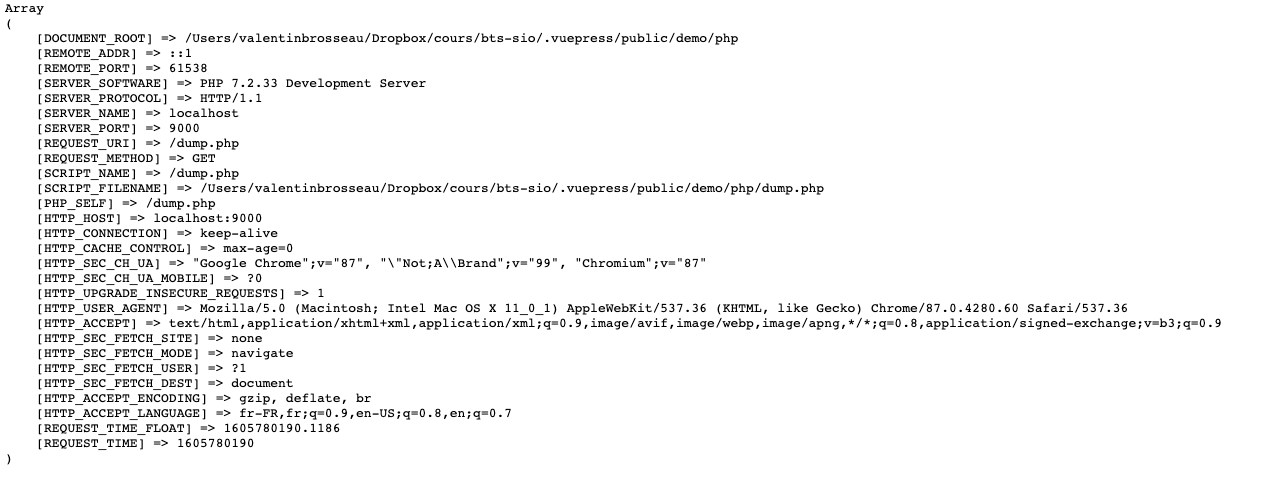 Array
(
[DOCUMENT_ROOT] => /Users/valentinbrosseau/Dropbox/cours/bts-sio/.vuepress/public/demo/php
[REMOTE_ADDR] => ::1
[REMOTE_PORT] => 61538
[SERVER_SOFTWARE] => PHP 7.2.33 Development Server
[SERVER_PROTOCOL] => HTTP/1.1
[SERVER_NAME] => localhost
[SERVER_PORT] => 9000
[REQUEST_URI] => /dump.php
[REQUEST_METHOD] => GET
[SCRIPT_NAME] => /dump.php
[SCRIPT_FILENAME] => /Users/valentinbrosseau/Dropbox/cours/bts-sio/.vuepress/public/demo/php/dump.php
[PHP_SELF] => /dump.php
[HTTP_HOST] => localhost:9000
[HTTP_CONNECTION] => keep-alive
[HTTP_CACHE_CONTROL] => max-age=0
[HTTP_SEC_CH_UA] => "Google Chrome";v="87", "\"Not;A\\Brand";v="99", "Chromium";v="87"
[HTTP_SEC_CH_UA_MOBILE] => ?0
[HTTP_UPGRADE_INSECURE_REQUESTS] => 1
[HTTP_USER_AGENT] => Mozilla/5.0 (Macintosh; Intel Mac OS X 11_0_1) AppleWebKit/537.36 (KHTML, like Gecko) Chrome/87.0.4280.60 Safari/537.36
[HTTP_ACCEPT] => text/html,application/xhtml+xml,application/xml;q=0.9,image/avif,image/webp,image/apng,*/*;q=0.8,application/signed-exchange;v=b3;q=0.9
[HTTP_SEC_FETCH_SITE] => none
[HTTP_SEC_FETCH_MODE] => navigate
[HTTP_SEC_FETCH_USER] => ?1
[HTTP_SEC_FETCH_DEST] => document
[HTTP_ACCEPT_ENCODING] => gzip, deflate, br
[HTTP_ACCEPT_LANGUAGE] => fr-FR,fr;q=0.9,en-US;q=0.8,en;q=0.7
[REQUEST_TIME_FLOAT] => 1605780190.1186
[REQUEST_TIME] => 1605780190
)